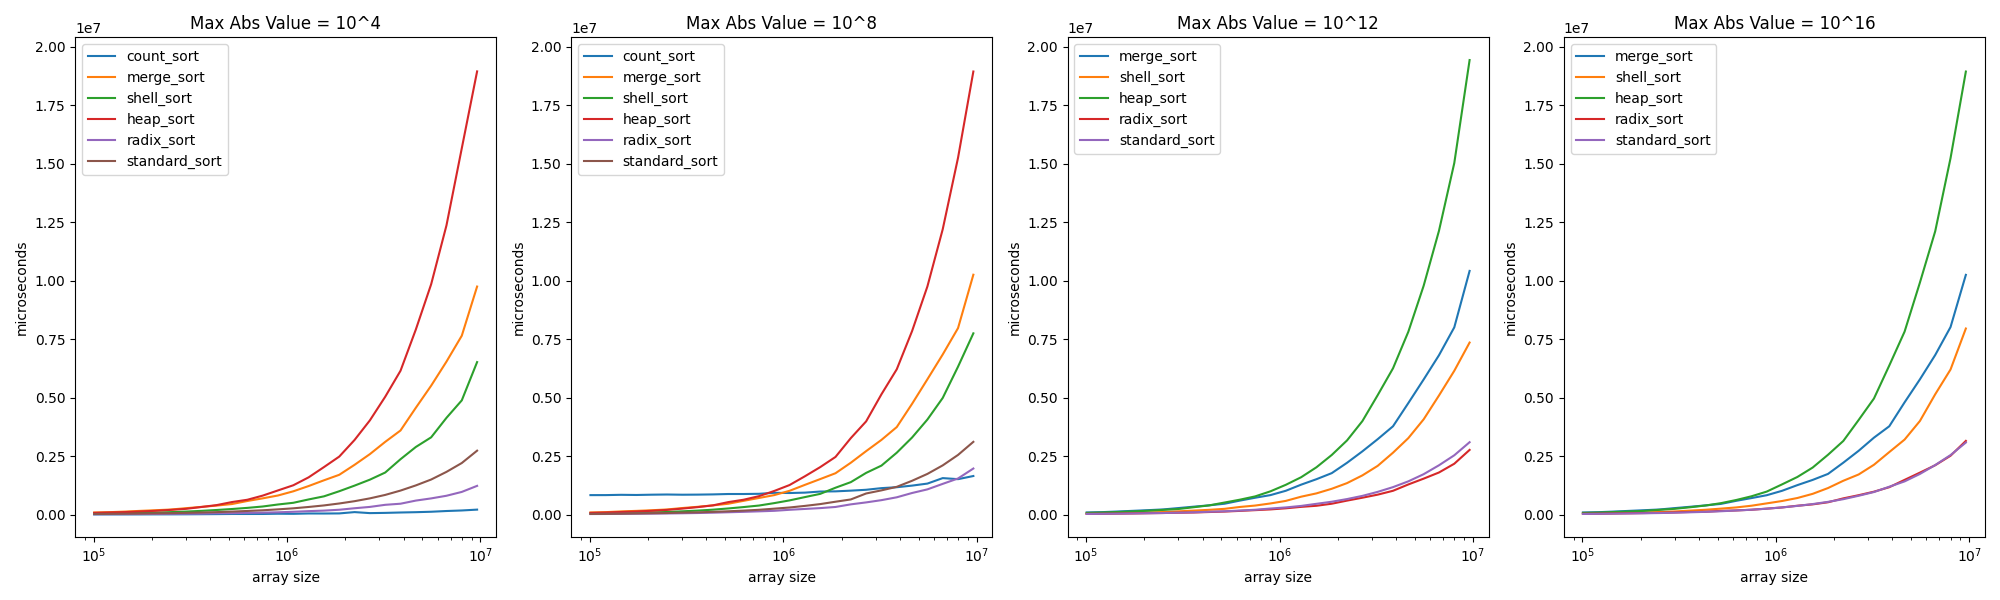 Max Abs Value = 10^4
1e7
2.00
1.75
1.50
1.25
1.00
0.75
0.50
0.25
0.00
microseconds
count_sort
merge_sort
shell_sort
heap_sort
radix_sort
standard_sort
10^5
10^6
10^7
array size
Max Abs Value = 10^8
1e7
2.00
1.75
1.50
1.25
1.00
0.75
0.50
0.25
0.00
microseconds
count_sort
merge_sort
shell_sort
heap_sort
radix_sort
standard_sort
10^5
10^6
10^7
array size
Max Abs Value = 10^12
1e7
2.00
1.75
1.50
1.25
1.00
0.75
0.50
0.25
0.00
microseconds
merge_sort
shell_sort
heap_sort
radix_sort
standard_sort
10^5
10^6
10^7
array size
Max Abs Value = 10^16
1e7
2.00
1.75
1.50
1.25
1.00
0.75
0.50
0.25
0.00
microseconds
merge_sort
shell_sort
heap_sort
radix_sort
standard_sort
10^5
10^6
10^7
array size